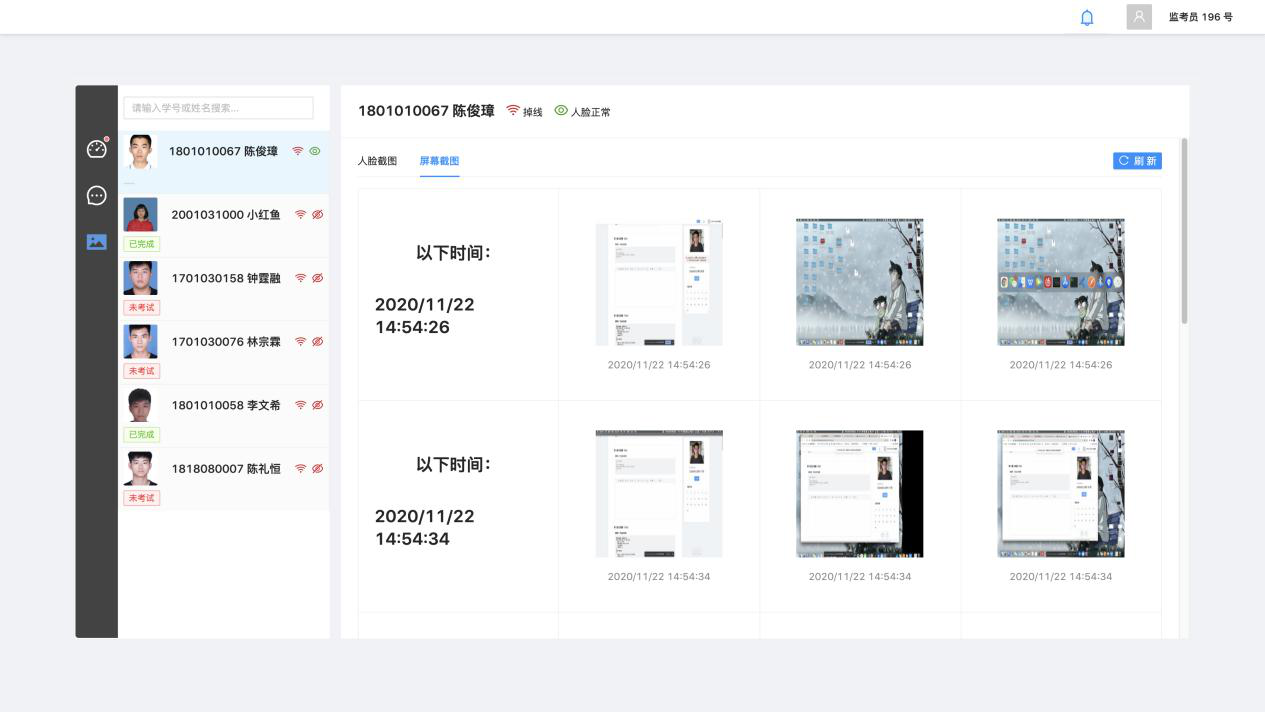 监考员 196 号
请输入学号或姓名搜索...
1801010067 陈俊璋
2001031000 小红鱼
已完成
1701030158 钟霆融
未考试
1701030076 林宗霖
未考试
1801010058 李文希
已完成
1818080007 陈礼恒
未考试
1801010067 陈俊璋 掉线 人脸正常
人脸截图 屏幕截图 刷 新
以下时间：
2020/11/22
14:54:26
2020/11/22 14:54:26
2020/11/22 14:54:26
2020/11/22 14:54:26
以下时间：
2020/11/22
14:54:34
2020/11/22 14:54:34
2020/11/22 14:54:34
2020/11/22 14:54:34